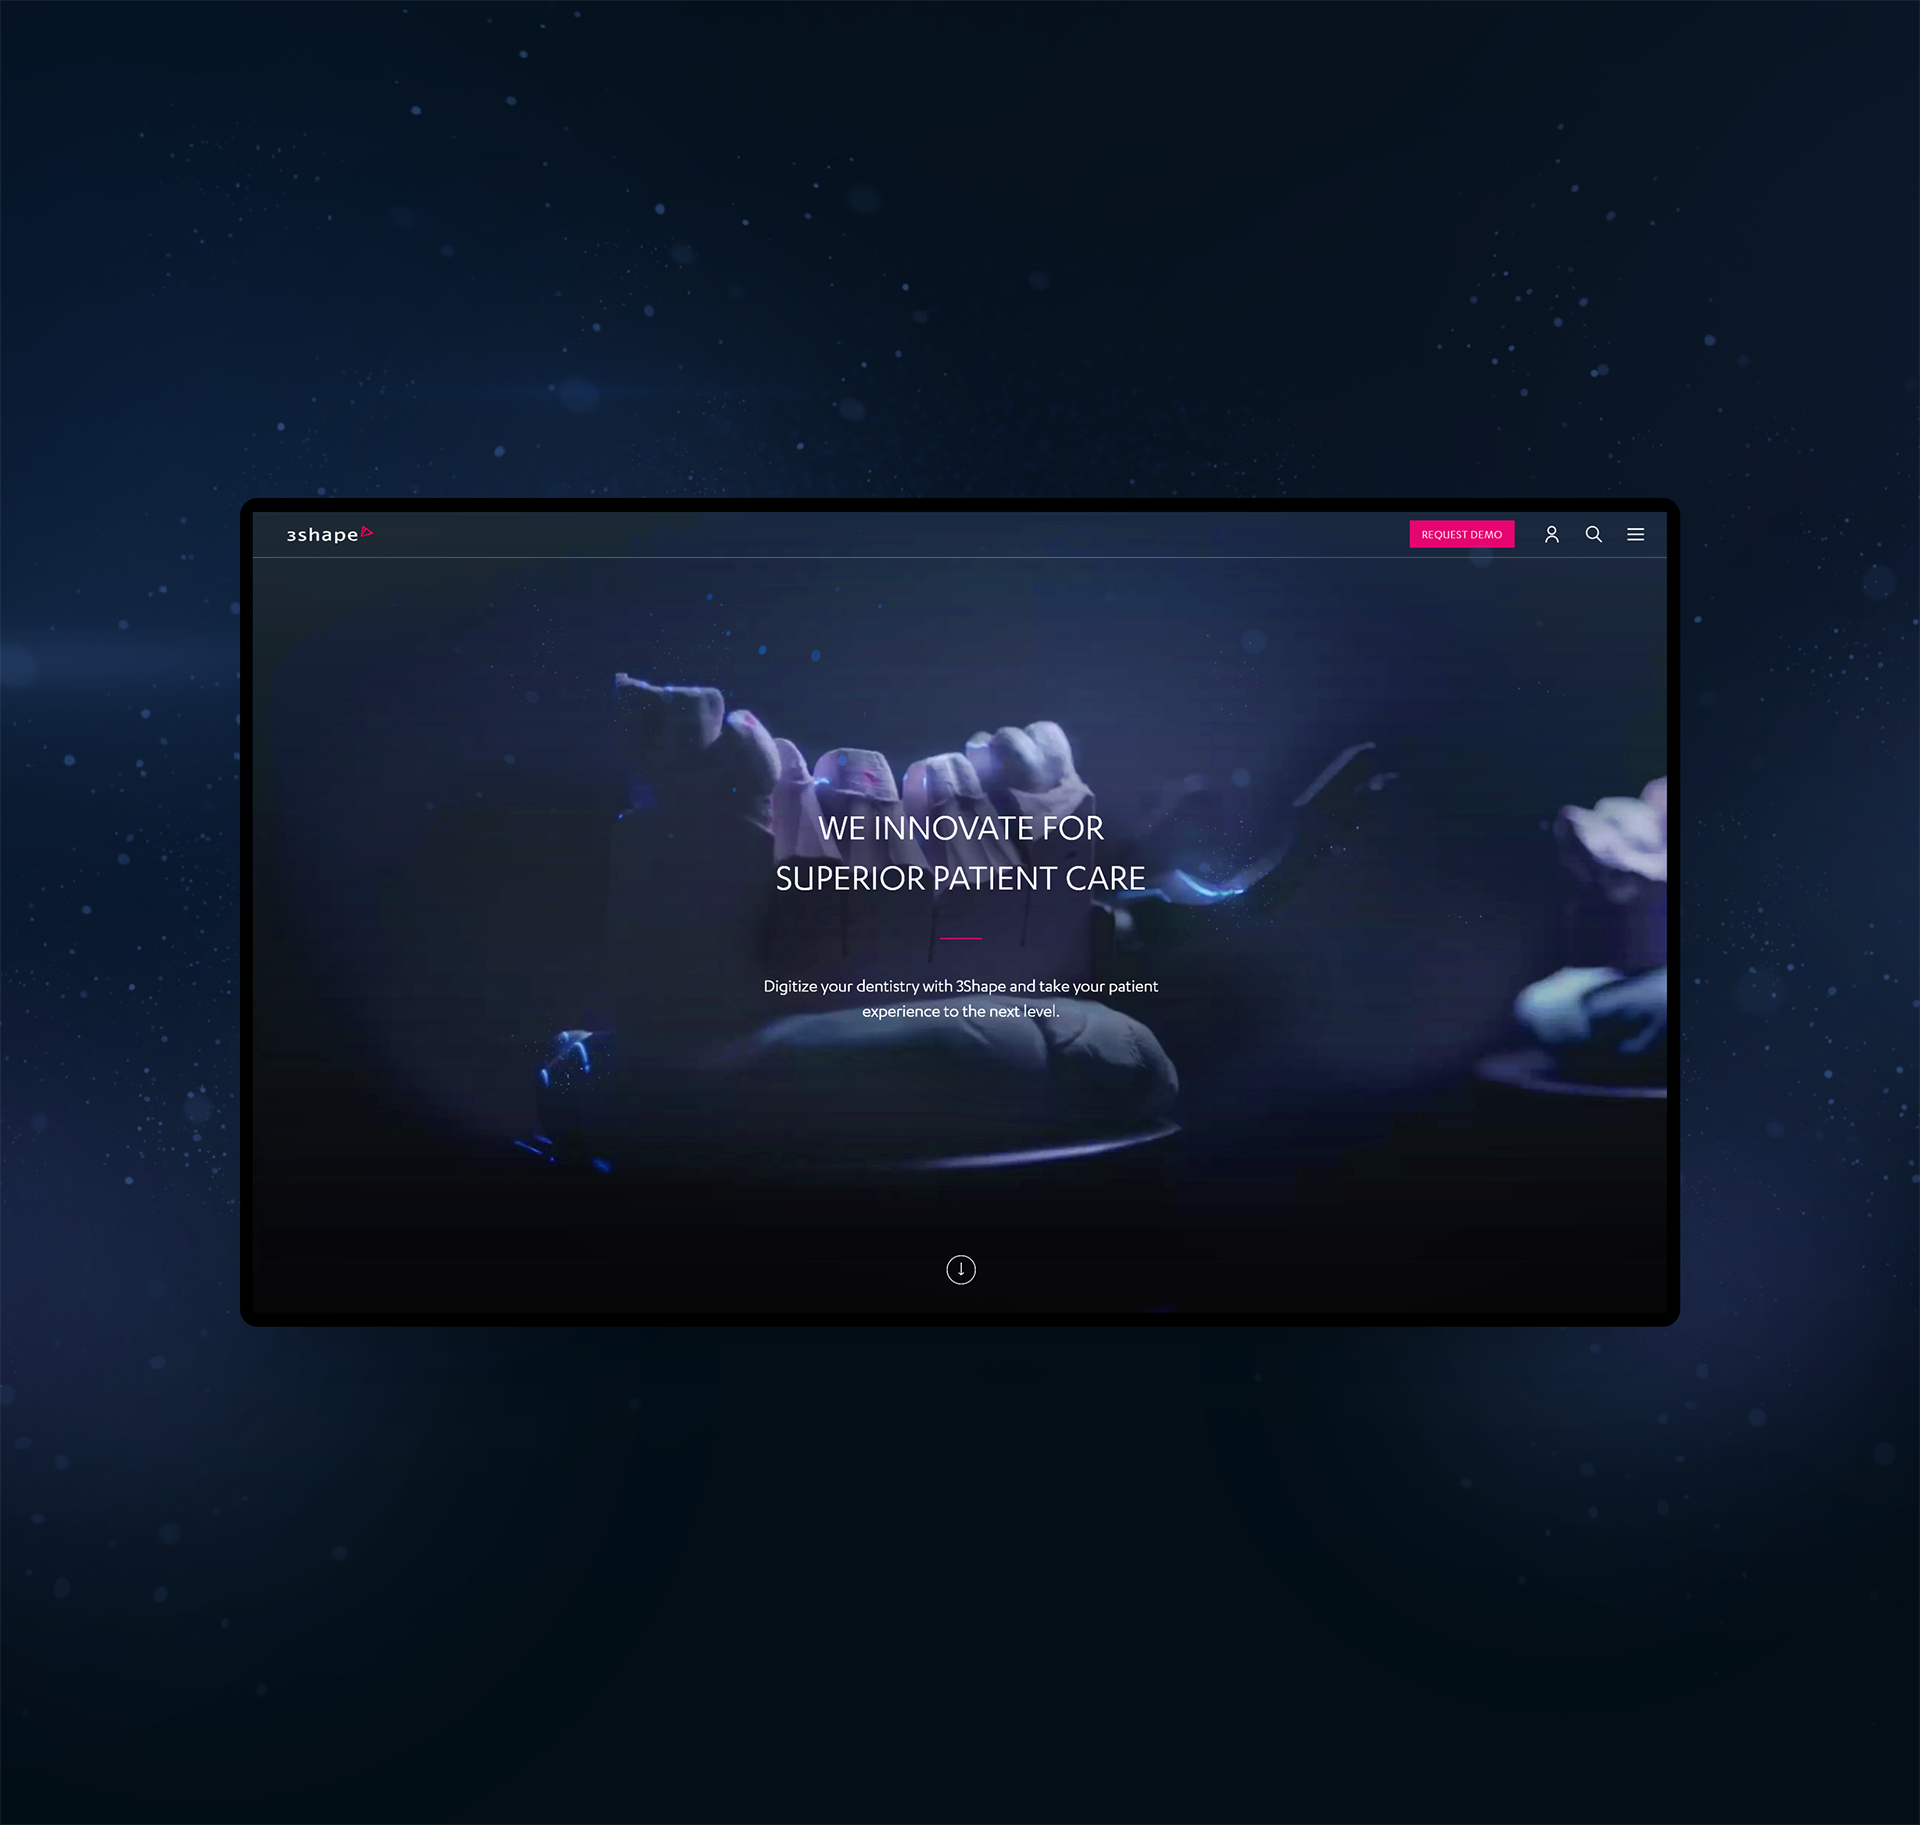 3shape
REQUEST DEMO
WE INNOVATE FOR
SUPERIOR PATIENT CARE
Digitize your dentistry with 3Shape and take your patient
experience to the next level.